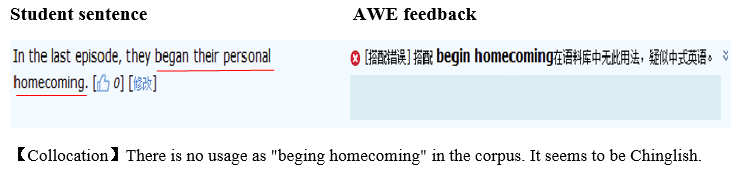 Student sentence AWE feedback
In the last episode, they began their personal
homecoming. [ 0] [修改]
[搭配错误] 搭配 begin homecoming在语料库中无此用法，疑似中式英语。
【Collocation】There is no usage as "beging homecoming" in the corpus. It seems to be Chinglish.